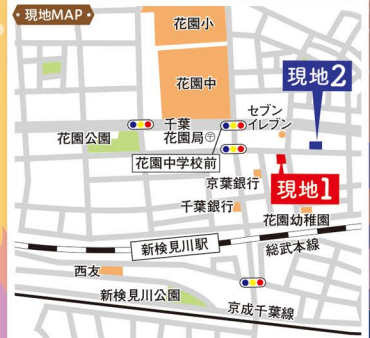 現地MAP
花園小
花園中
現地2
セブン
イレブン
千葉
花園局〒
花園公園
花園中学校前
京葉銀行
現地1
千葉銀行
花園幼稚園
新検見川駅
総武本線
西友
新検見川公園
京成千葉線